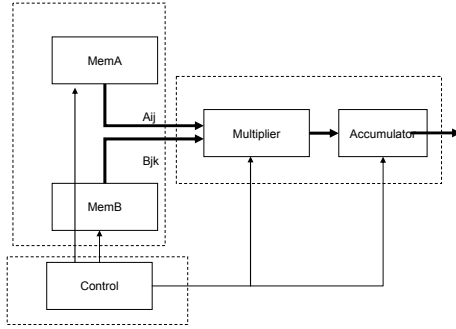 MemA
Aij
Multiplier
Accumulator
Bjk
MemB
Control